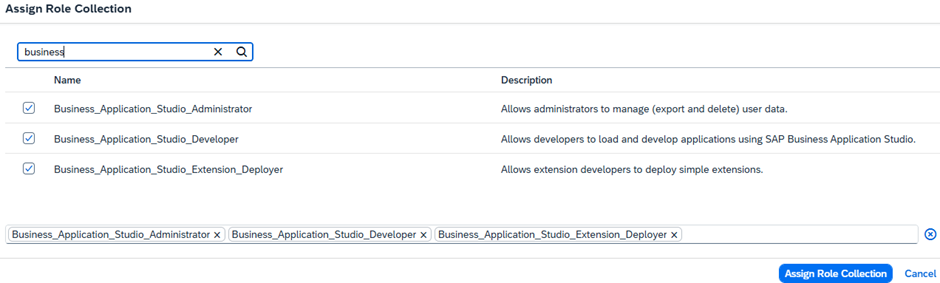 Assign Role Collection
business
Name Description
Business_Application_Studio_Administrator Allows administrators to manage (export and delete) user data.
Business_Application_Studio_Developer Allows developers to load and develop applications using SAP Business Application Studio.
Business_Application_Studio_Extension_Deployer Allows extension developers to deploy simple extensions.
Business_Application_Studio_Administrator Business_Application_Studio_Developer Business_Application_Studio_Extension_Deployer
Assign Role Collection Cancel